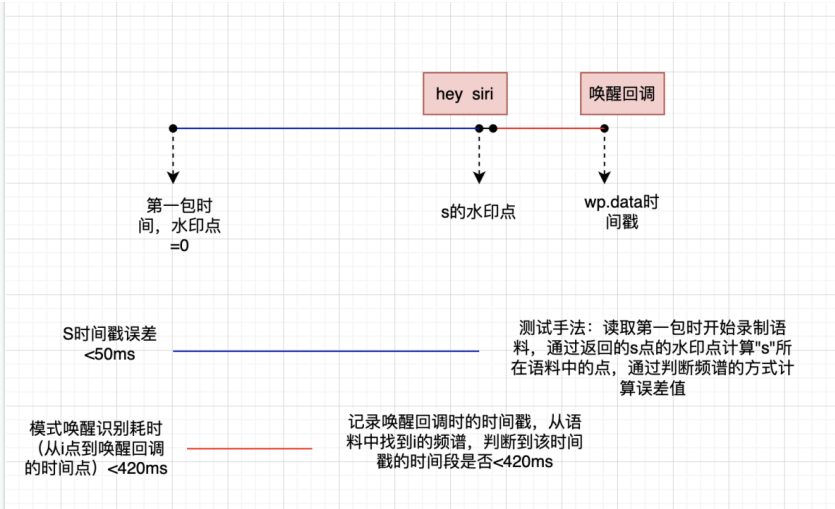 hey siri
唤醒回调
第一包时
间，水印点
=0
s的水印点
wp.data时
间戳
S时间戳误差
<50ms
测试手法：读取第一包时开始录制语
料，通过返回的s点的水印点计算"s"所
在语料中的点，通过判断频谱的方式计
算误差值
模式唤醒识别耗时
（从i点到唤醒回调
的时间点）<420ms
记录唤醒回调时的时间戳，从语
料中找到i的频谱，判断到该时间
戳的时间段是否<420ms